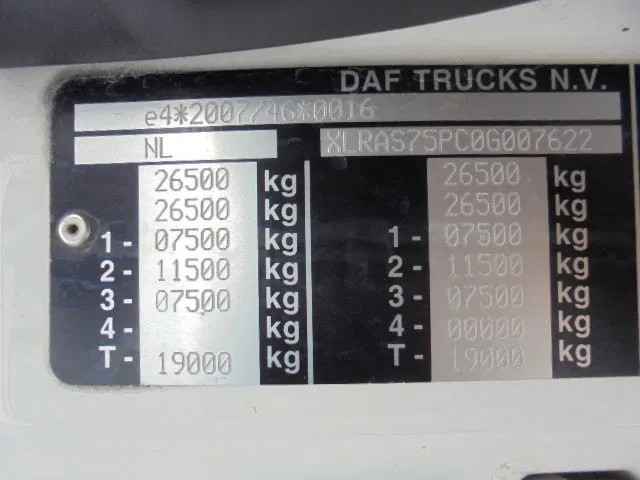 DAF TRUCKS N.V.
e4*2007/46*0016
NL XLRAS75PC0G007622
26500 kg 26500 kg
26500 kg 26500 kg
1- 07500 kg 1- 07500 kg
2- 11500 kg 2- 11500 kg
3- 07500 kg 3- 07500 kg
4- kg 4- 00000 kg
T- 19000 kg T- 19000 kg